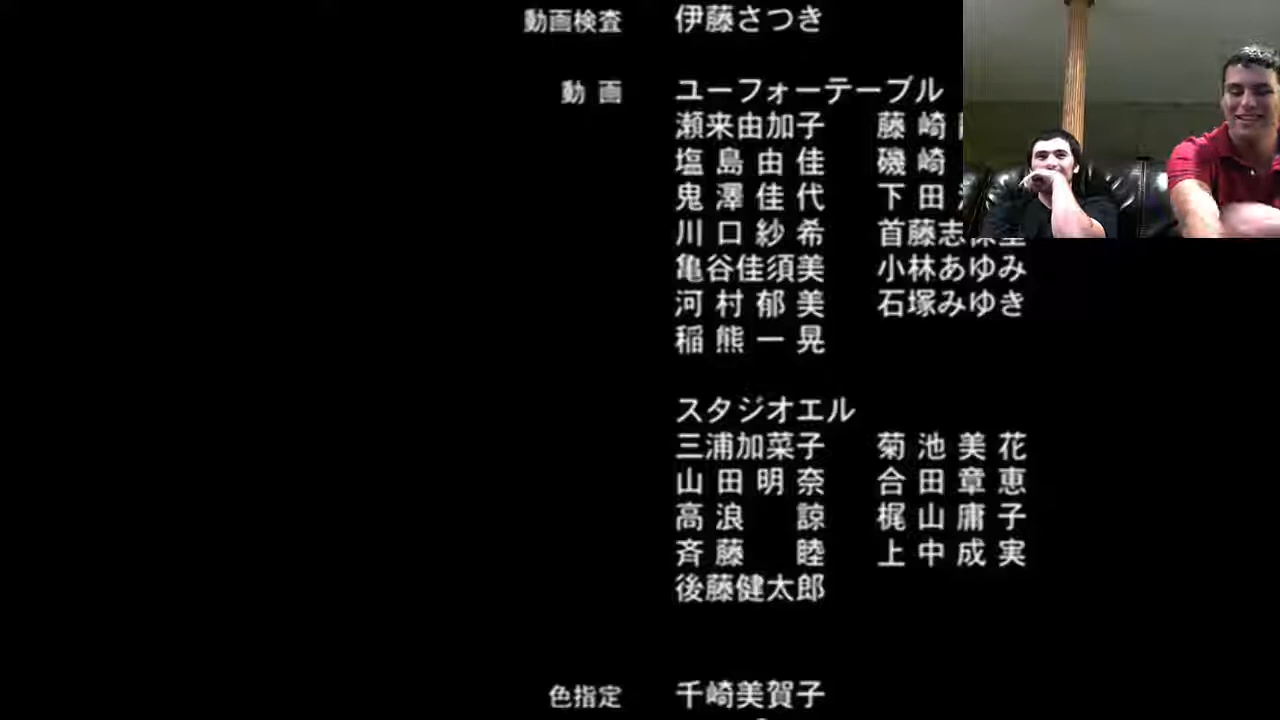 動画検査 伊藤さつき
動画 ユーフォーテーブル
瀬来由加子 藤崎
塩島由佳 磯崎
鬼澤佳代 下田
川口紗希 首藤志保里
亀谷佳須美 小林あゆみ
河村郁美 石塚みゆき
稲熊一晃
スタジオエル
三浦加菜子 菊池美花
山田明奈 合田章恵
高浪諒 梶山庸子
斉藤睦 上中成実
後藤健太郎
色指定 千崎美賀子